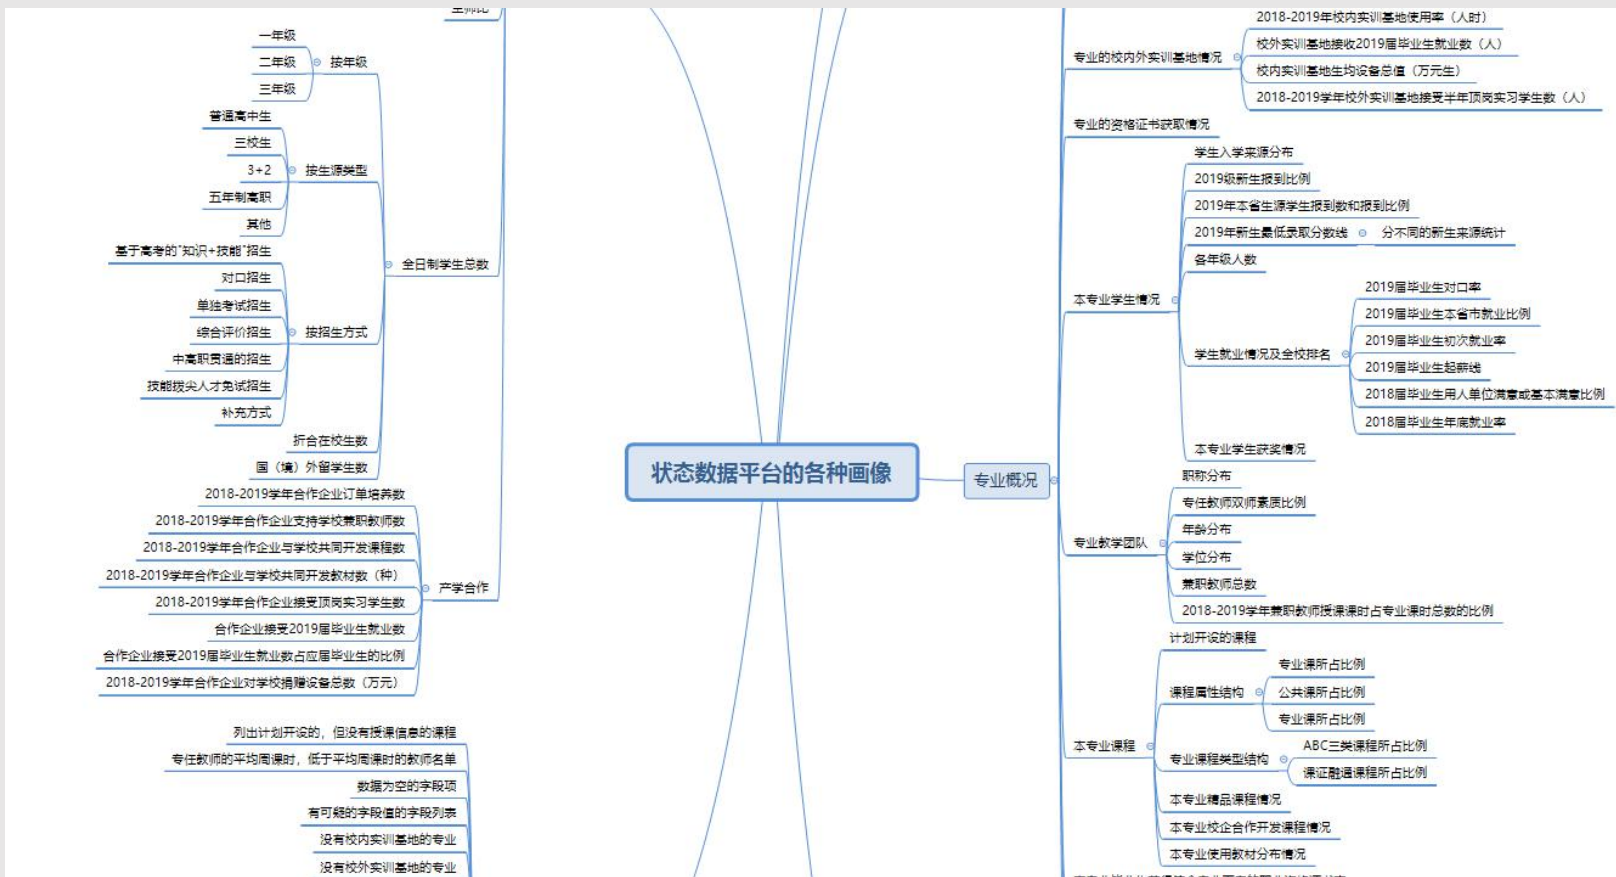 生师比
一年级
二年级
三年级
按年级
普通高中生
三校生
3+2
五年制高职
其他
按生源类型
基于高考的"知识+技能"招生
对口招生
单独考试招生
综合评价招生
中高职贯通的招生
技能拔尖人才免试招生
补充方式
按招生方式
折合在校生数
国（境）外留学生数
全日制学生总数
2018-2019学年合作企业订单培养数
2018-2019学年合作企业支持学校兼职教师数
2018-2019学年合作企业与学校共同开发课程数
2018-2019学年合作企业与学校共同开发教材数（种）
2018-2019学年合作企业接受顶岗实习学生数
合作企业接受2019届毕业生就业数
合作企业接受2019届毕业生就业数占应届毕业生的比例
2018-2019学年合作企业对学校捐赠设备总数（万元）
产学合作
列出计划开设的，但没有授课信息的课程
专任教师的平均周课时，低于平均周课时的教师名单
数据为空的字段项
有可疑的字段值的字段列表
没有校内实训基地的专业
没有校外实训基地的专业
状态数据平台的各种画像
专业概况
专业的校内外实训基地情况
2018-2019年校内实训基地使用率（人时）
校外实训基地接收2019届毕业生就业数（人）
校内实训基地生均设备总值（万元生）
2018-2019学年校外实训基地接受半年顶岗实习学生数（人）
专业的资格证书获取情况
本专业学生情况
学生入学来源分布
2019级新生报到比例
2019年本省生源学生报到数和报到比例
2019年新生最低录取分数线
分不同的新生来源统计
各年级人数
学生就业情况及全校排名
2019届毕业生对口率
2019届毕业生本省市就业比例
2019届毕业生初次就业率
2019届毕业生起薪线
2018届毕业生用人单位满意或基本满意比例
2018届毕业生年底就业率
本专业学生获奖情况
专业教学团队
职称分布
专任教师双师素质比例
年龄分布
学位分布
兼职教师总数
2018-2019学年兼职教师授课课时占专业课时总数的比例
本专业课程
计划开设的课程
课程属性结构
专业课所占比例
公共课所占比例
专业课所占比例
专业课程类型结构
ABC三类课程所占比例
课证融通课程所占比例
本专业精品课程情况
本专业校企合作开发课程情况
本专业使用教材分布情况